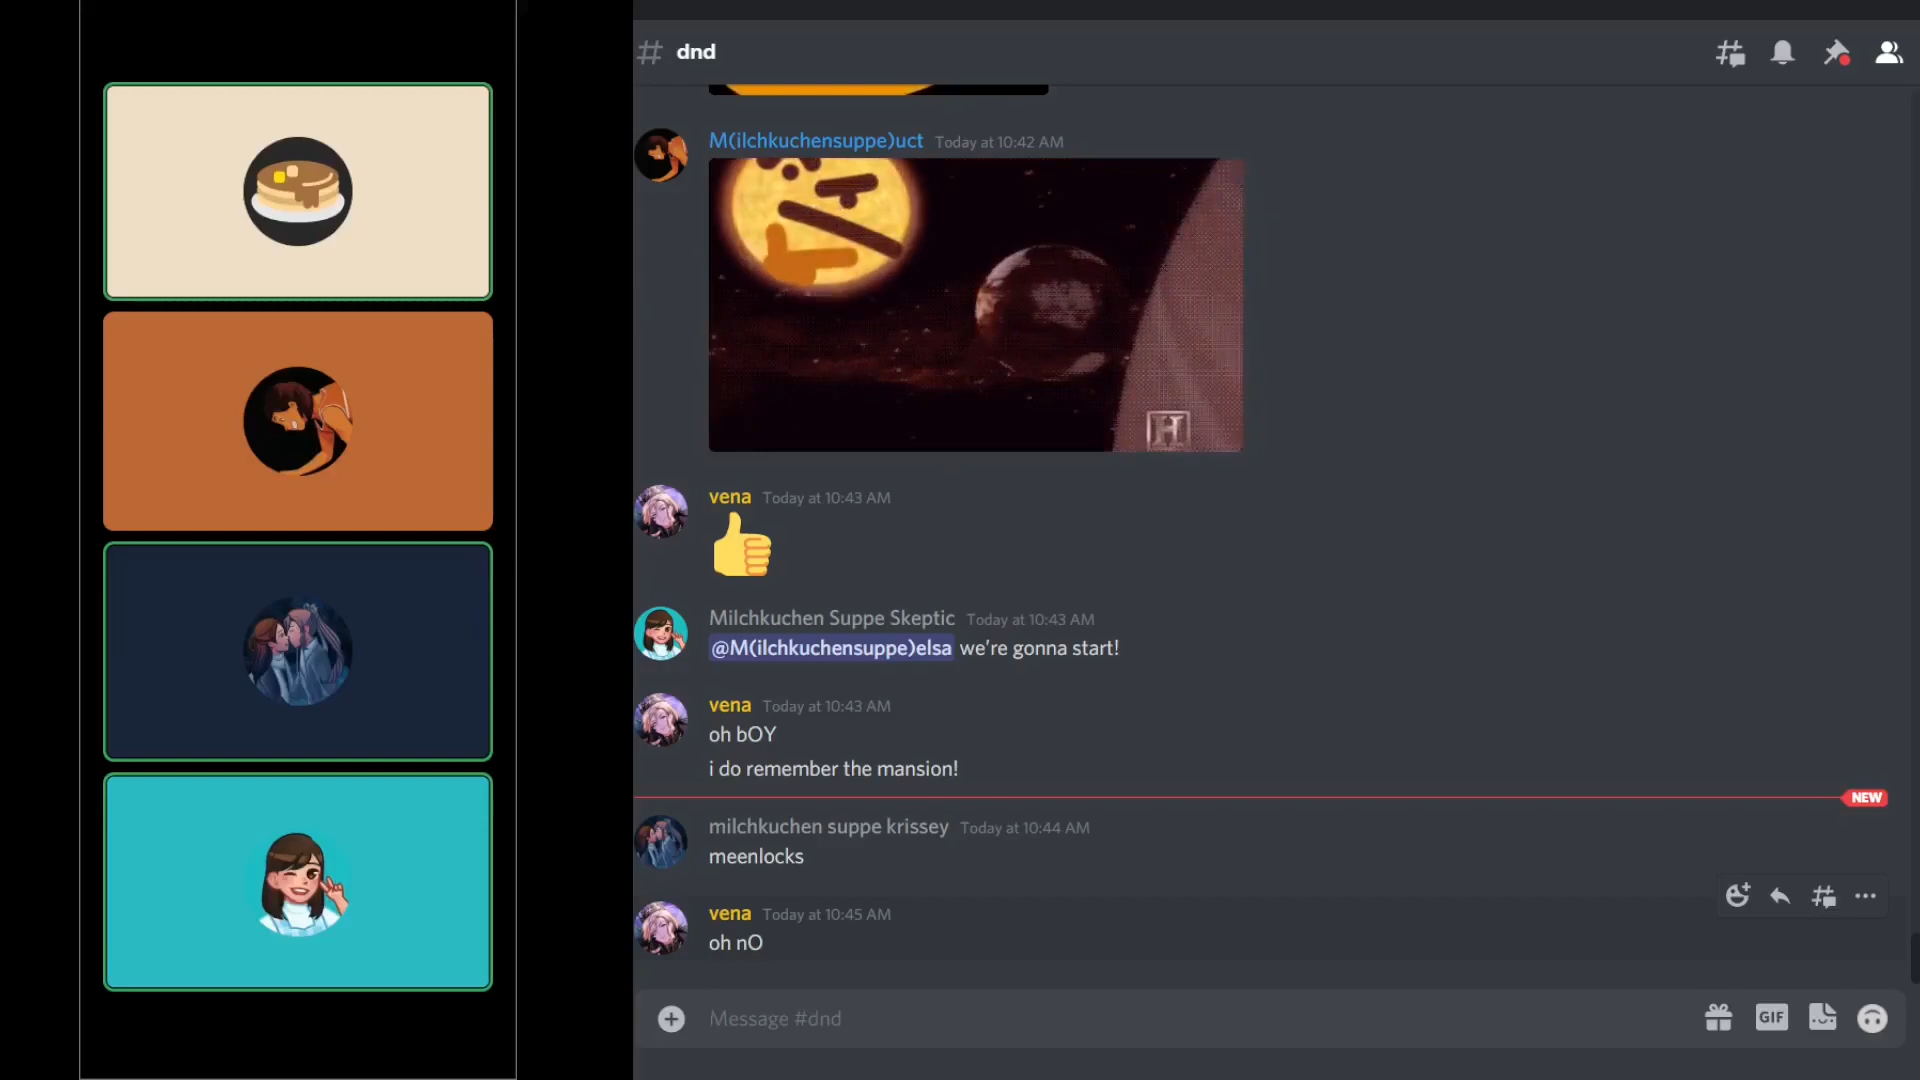 dnd
M(ilchkuchensuppe)uct Today at 10:42 AM
H
vena Today at 10:43 AM
Milchkuchen Suppe Skeptic Today at 10:43 AM
@M(ilchkuchensuppe)elsa we're gonna start!
vena Today at 10:43 AM
oh bOY
i do remember the mansion!
NEW
milchkuchen suppe krissey Today at 10:44 AM
meenlocks
vena Today at 10:45 AM
oh nO
Message #dnd
GIF